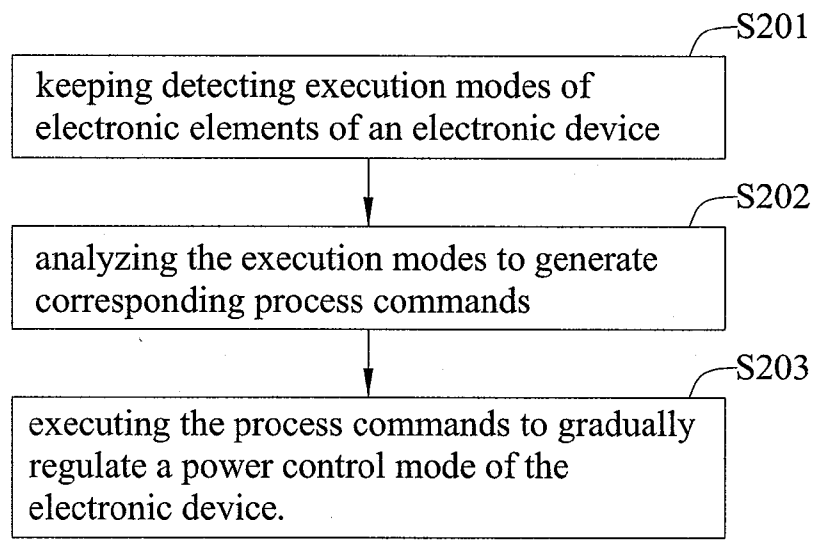 S201
keeping detecting execution modes of
electronic elements of an electronic device
S202
analyzing the execution modes to generate
corresponding process commands
S203
executing the process commands to gradually
regulate a power control mode of the
electronic device.